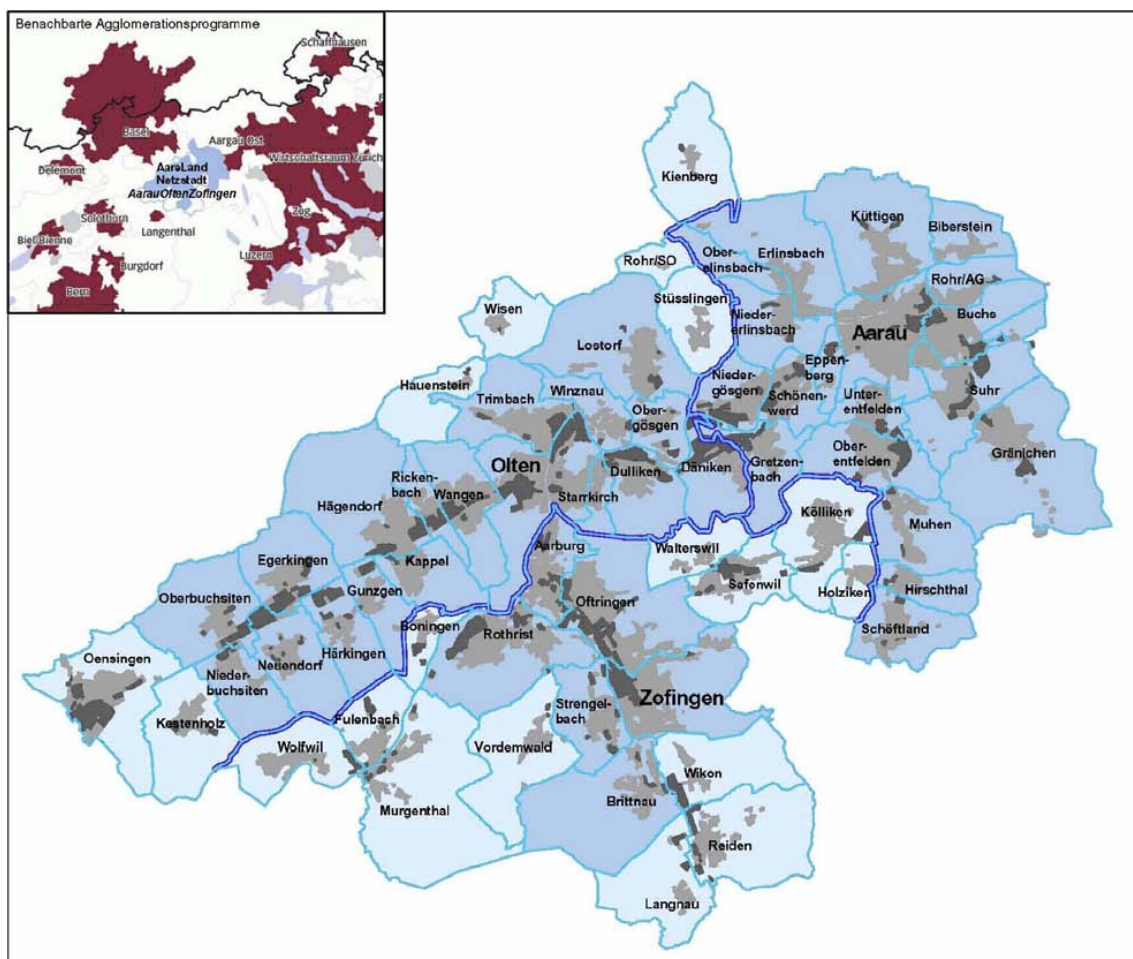 Benachbarte Agglomerationsprogramme
Schaffhausen
Basel
Aargau Ost
Delémont
AareLand
Netzstadt
AarauOltenZofingen
Wirtschaftsraum Zürich
Solothurn
Langenthal
Zug
Biel-Bienne
Burgdorf
Luzern
Bern
Kienberg
Küttigen
Biberstein
Ober-
erlinsbach
Erlinsbach
Rohr/SO
Rohr/AG
Stüsslingen
Buchs
Wisen
Nieder-
erlinsbach
Aarau
Lostorf
Eppen-
berg
Hauenstein
Nieder-
gösgen
Suhr
Trimbach
Winznau
Schönen-
werd
Unter-
entfelden
Ober-
gösgen
Gränichen
Ober-
entfelden
Olten
Dulliken
Däniken
Gretzen-
bach
Ricken-
bach
Wangen
Starrkirch
Hägendorf
Kölliken
Muhen
Aarburg
Walterswil
Egerkingen
Kappel
Safenwil
Hirschthal
Oberbuchsiten
Gunzgen
Oftringen
Holziken
Boningen
Rothrist
Schöftland
Oensingen
Härkingen
Neuendorf
Nieder-
buchsiten
Zofingen
Strengel-
bach
Kestenholz
Fulenbach
Wolfwil
Vordemwald
Wikon
Brittnau
Murgenthal
Reiden
Langnau